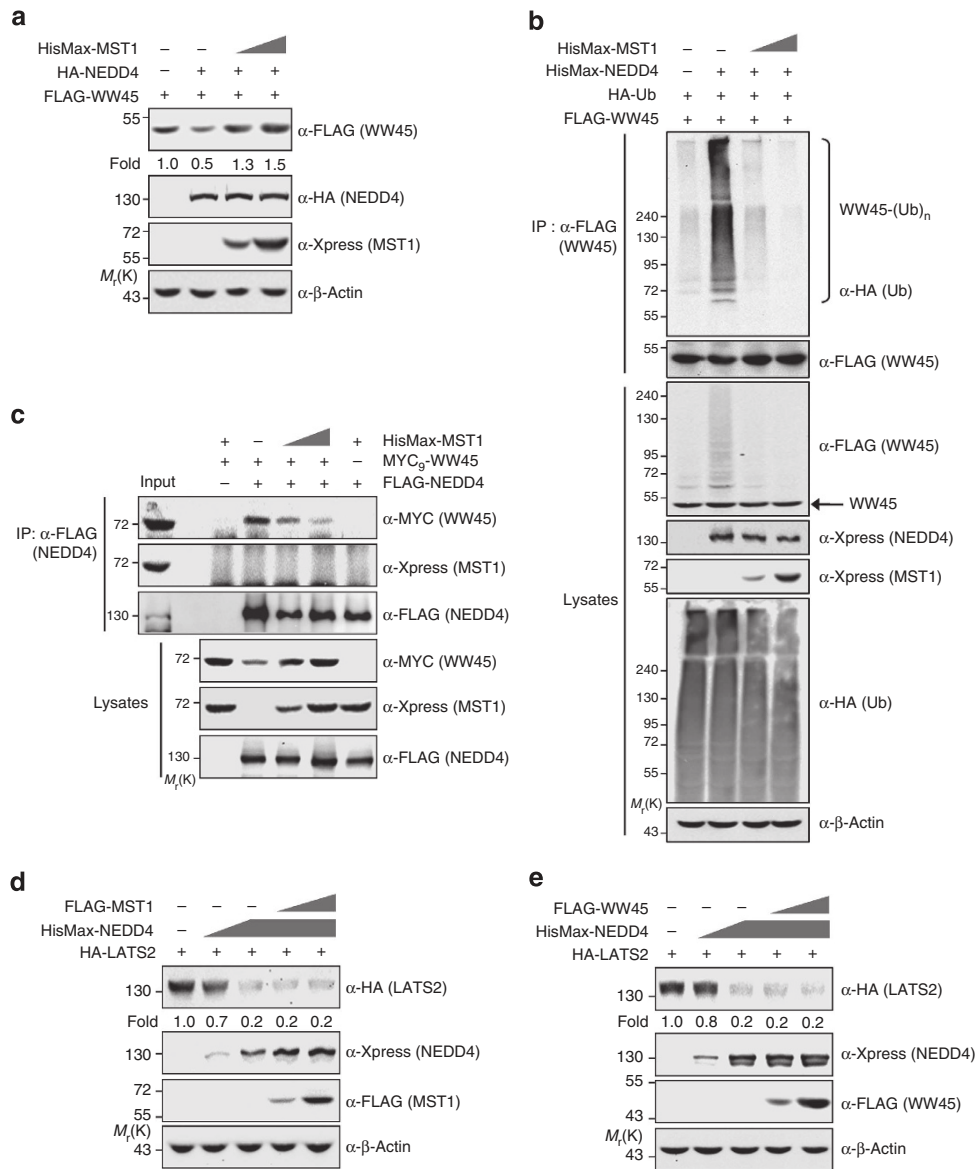 a
HisMax-MST1 – –
HA-NEDD4 – + + +
FLAG-WW45 + + + +
55
α-FLAG (WW45)
Fold 1.0 0.5 1.3 1.5
130
α-HA (NEDD4)
72
α-Xpress (MST1)
55
Mr(K)
43
α-β-Actin
b
HisMax-MST1 – –
HisMax-NEDD4 – + + +
HA-Ub + + + +
FLAG-WW45 + + + +
IP : α-FLAG
(WW45)
240
130
95
72
55
WW45-(Ub)n
α-HA (Ub)
55
α-FLAG (WW45)
Lysates
240
130
95
72
55
α-FLAG (WW45)
WW45
130
α-Xpress (NEDD4)
72
55
α-Xpress (MST1)
240
130
95
72
55
α-HA (Ub)
Mr(K)
43
α-β-Actin
c
+ – + HisMax-MST1
+ + + + – MYC9-WW45
Input – + + + + FLAG-NEDD4
IP: α-FLAG
(NEDD4)
72
α-MYC (WW45)
72
α-Xpress (MST1)
130
α-FLAG (NEDD4)
Lysates
72
α-MYC (WW45)
72
α-Xpress (MST1)
130
α-FLAG (NEDD4)
Mr(K)
d
FLAG-MST1 – – –
HisMax-NEDD4 –
HA-LATS2 + + + + +
130
α-HA (LATS2)
Fold 1.0 0.7 0.2 0.2 0.2
130
α-Xpress (NEDD4)
72
55
α-FLAG (MST1)
Mr(K)
43
α-β-Actin
e
FLAG-WW45 – – –
HisMax-NEDD4 –
HA-LATS2 + + + + +
130
α-HA (LATS2)
Fold 1.0 0.8 0.2 0.2 0.2
130
α-Xpress (NEDD4)
55
43
α-FLAG (WW45)
Mr(K)
43
α-β-Actin